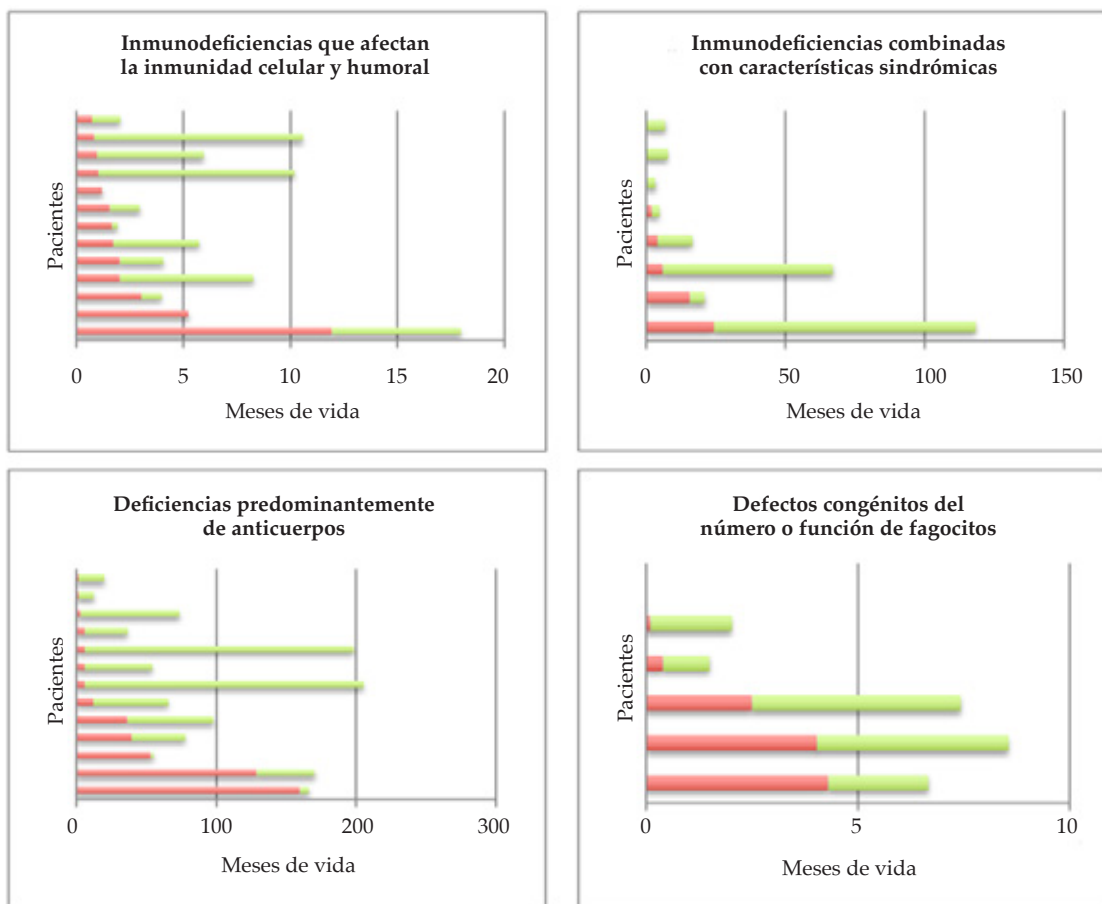 Inmunodeficiencias que afectan
la inmunidad celular y humoral
Pacientes
0 5 10 15 20
Meses de vida
Inmunodeficiencias combinadas
con características sindrómicas
Pacientes
0 50 100 150
Meses de vida
Deficiencias predominantemente
de anticuerpos
Pacientes
0 100 200 300
Meses de vida
Defectos congénitos del
número o función de fagocitos
Pacientes
0 5 10
Meses de vida